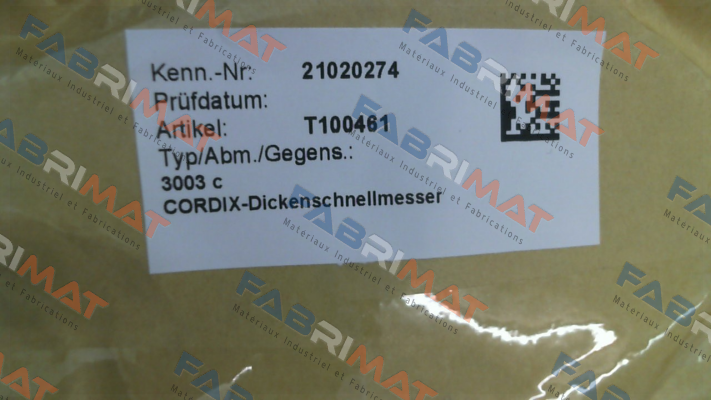 Kenn.-Nr: 21020274
Prüfdatum:
Artikel: T100461
Typ/Abm./Gegens.:
3003 c
CORDIX-Dickenschnellmesser
FABRIMAT
Materiaux Industriel et Fabrications